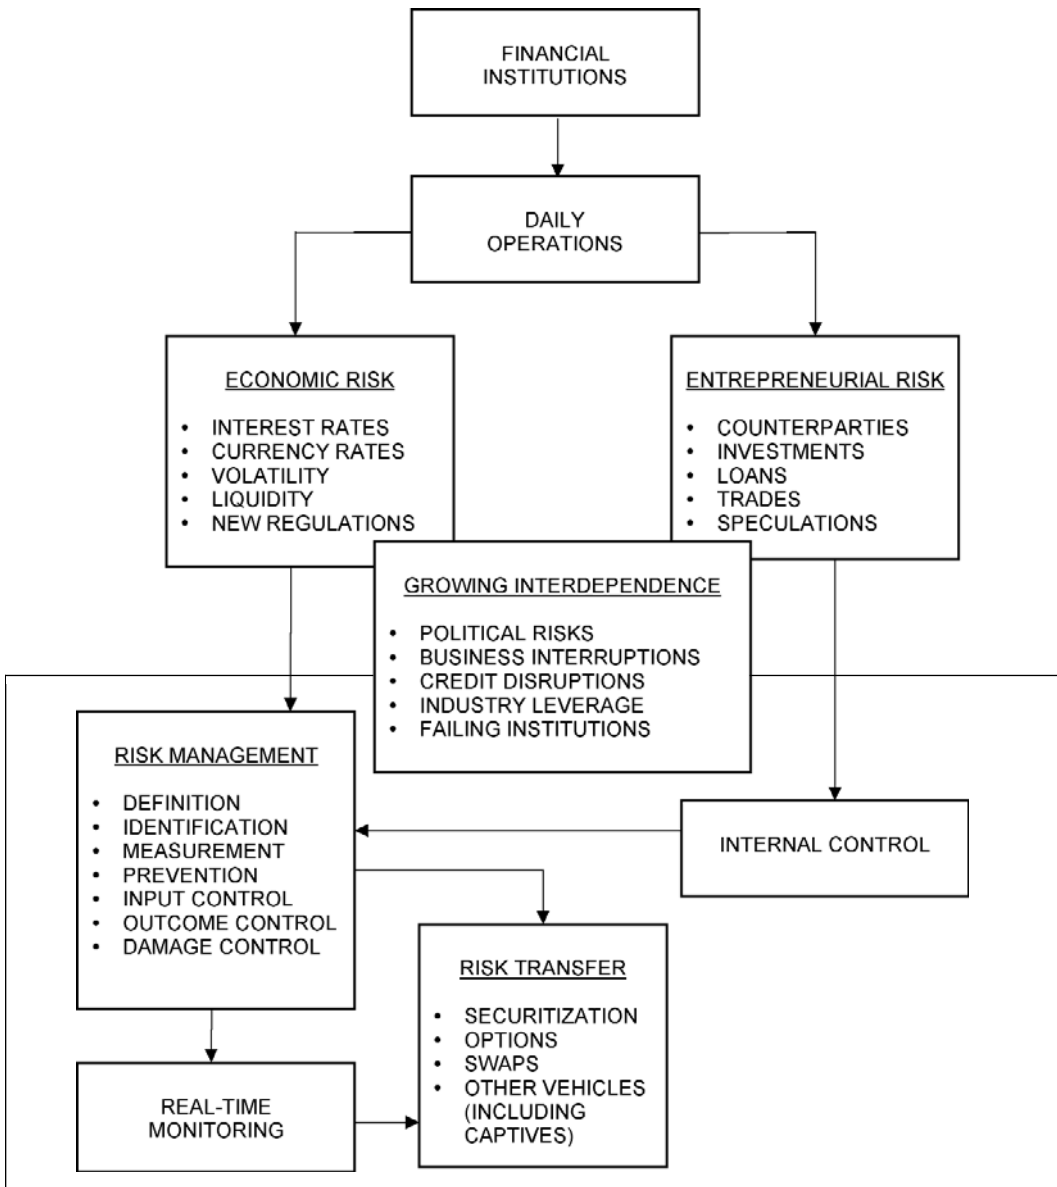 FINANCIAL
INSTITUTIONS
DAILY
OPERATIONS
ECONOMIC RISK
• INTEREST RATES
• CURRENCY RATES
• VOLATILITY
• LIQUIDITY
• NEW REGULATIONS
ENTREPRENEURIAL RISK
• COUNTERPARTIES
• INVESTMENTS
• LOANS
• TRADES
• SPECULATIONS
GROWING INTERDEPENDENCE
• POLITICAL RISKS
• BUSINESS INTERRUPTIONS
• CREDIT DISRUPTIONS
• INDUSTRY LEVERAGE
• FAILING INSTITUTIONS
RISK MANAGEMENT
• DEFINITION
• IDENTIFICATION
• MEASUREMENT
• PREVENTION
• INPUT CONTROL
• OUTCOME CONTROL
• DAMAGE CONTROL
INTERNAL CONTROL
RISK TRANSFER
• SECURITIZATION
• OPTIONS
• SWAPS
• OTHER VEHICLES
(INCLUDING
CAPTIVES)
REAL-TIME
MONITORING